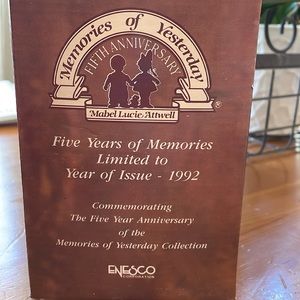 Memories of Yesterday
FIFTH ANNIVERSARY
Mabel Lucie Attwell
®
Five Years of Memories
Limited to
Year of Issue - 1992
Commemorating
The Five Year Anniversary
of the
Memories of Yesterday Collection
ENESCO
CORPORATION